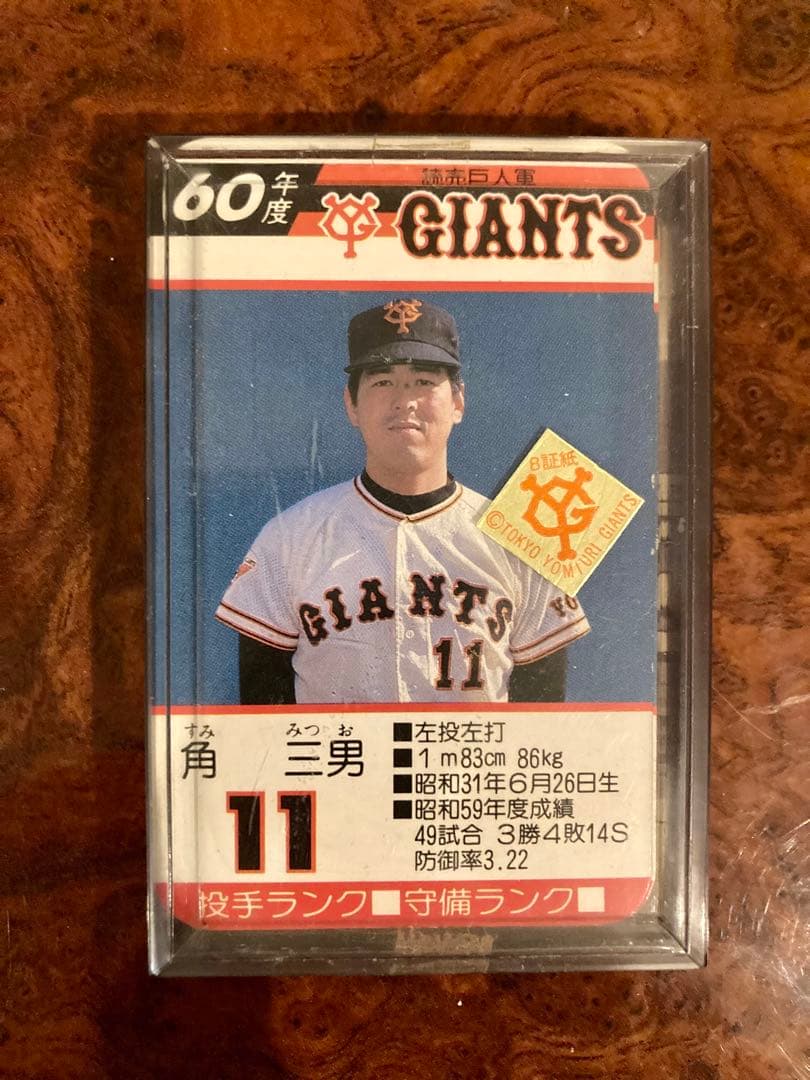 60年度
読売巨人軍
GIANTS
B証紙
©TOKYO YOMIURI GIANTS
GIANTS
11
YO
すみ みつ お
角 三男
11
■左投左打
■1m83cm 86kg
■昭和31年6月26日生
■昭和59年度成績
49試合 3勝4敗14S
防御率3.22
投手ランク■守備ランク■